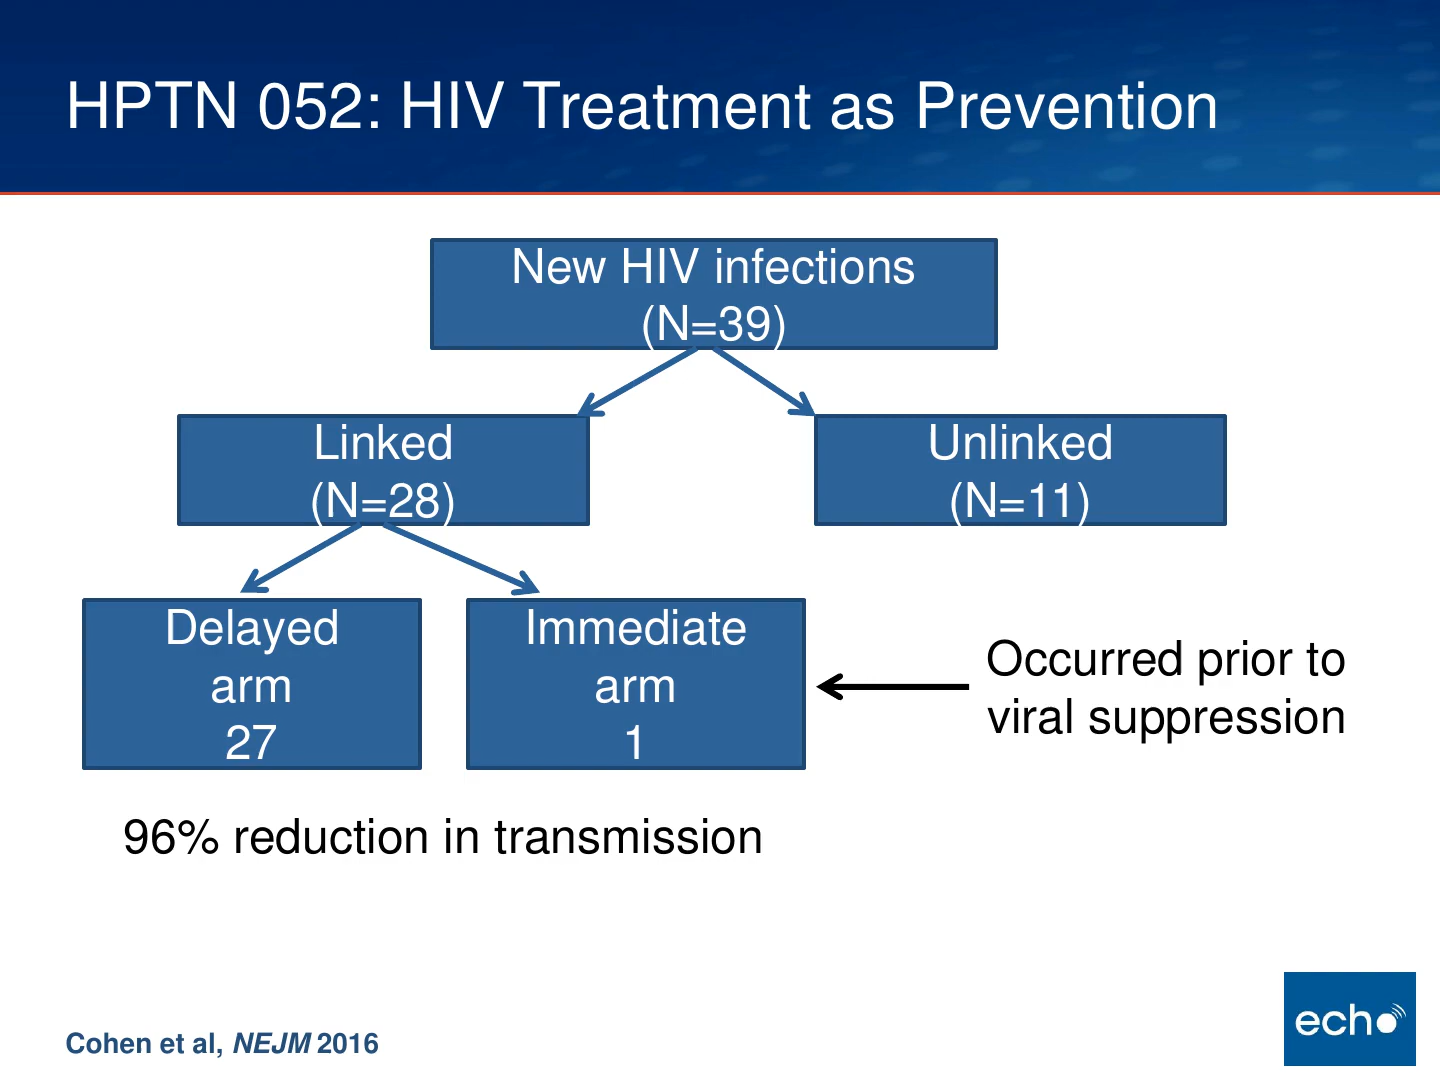 HPTN 052: HIV Treatment as Prevention
New HIV infections
(N=39)
Linked
(N=28)
Unlinked
(N=11)
Delayed
arm
27
Immediate
arm
1
Occurred prior to
viral suppression
96% reduction in transmission
Cohen et al, NEJM 2016
echo